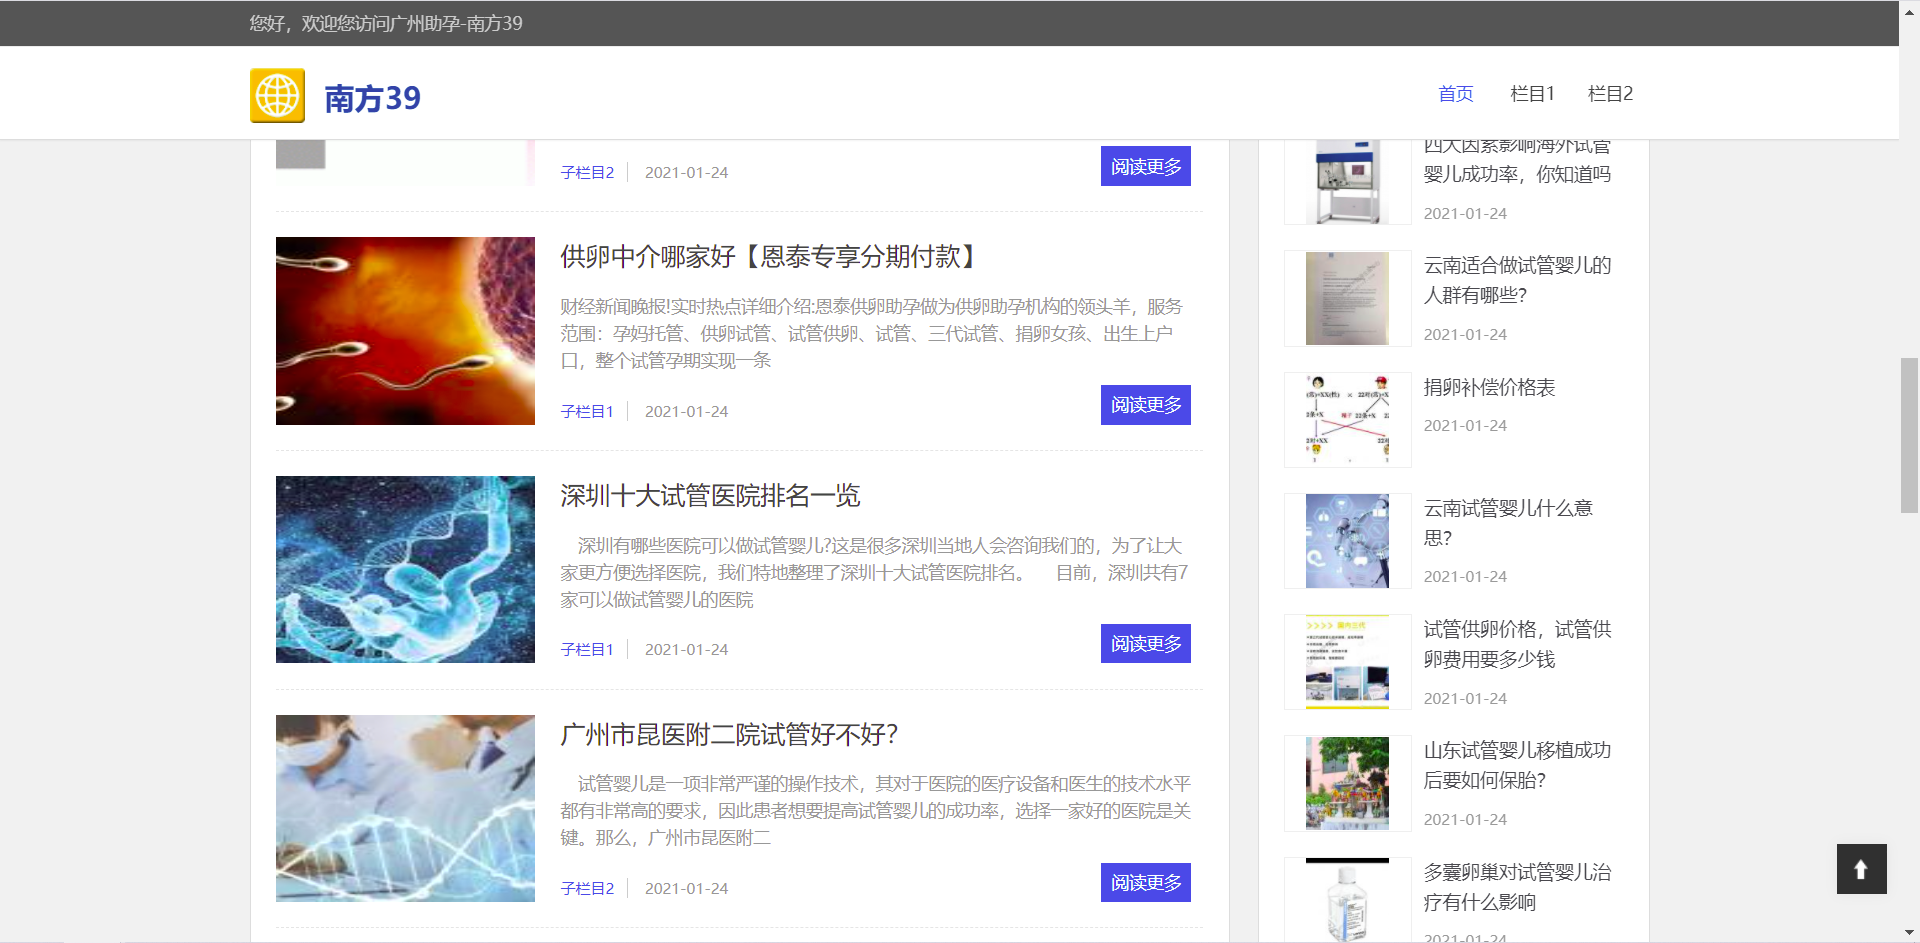 您好，欢迎您访问广州助孕-南方39
南方39
首页 栏目1 栏目2
子栏目2 2021-01-24 阅读更多
供卵中介哪家好【恩泰专享分期付款】
财经新闻晚报!实时热点详细介绍:恩泰供卵助孕做为供卵助孕机构的领头羊，服务
范围：孕妈托管、供卵试管、试管供卵、试管、三代试管、捐卵女孩、出生上户
口，整个试管孕期实现一条
子栏目1 2021-01-24 阅读更多
深圳十大试管医院排名一览
深圳有哪些医院可以做试管婴儿?这是很多深圳当地人会咨询我们的，为了让大
家更方便选择医院，我们特地整理了深圳十大试管医院排名。 目前，深圳共有7
家可以做试管婴儿的医院
子栏目1 2021-01-24 阅读更多
广州市昆医附二院试管好不好?
试管婴儿是一项非常严谨的操作技术，其对于医院的医疗设备和医生的技术水平
都有非常高的要求，因此患者想要提高试管婴儿的成功率，选择一家好的医院是关
键。那么，广州市昆医附二
子栏目2 2021-01-24 阅读更多
四大因素影响海外试管
婴儿成功率，你知道吗
2021-01-24
云南适合做试管婴儿的
人群有哪些?
2021-01-24
捐卵补偿价格表
2021-01-24
云南试管婴儿什么意
思?
2021-01-24
试管供卵价格，试管供
卵费用要多少钱
2021-01-24
山东试管婴儿移植成功
后要如何保胎?
2021-01-24
多囊卵巢对试管婴儿治
疗有什么影响
2021-01-24